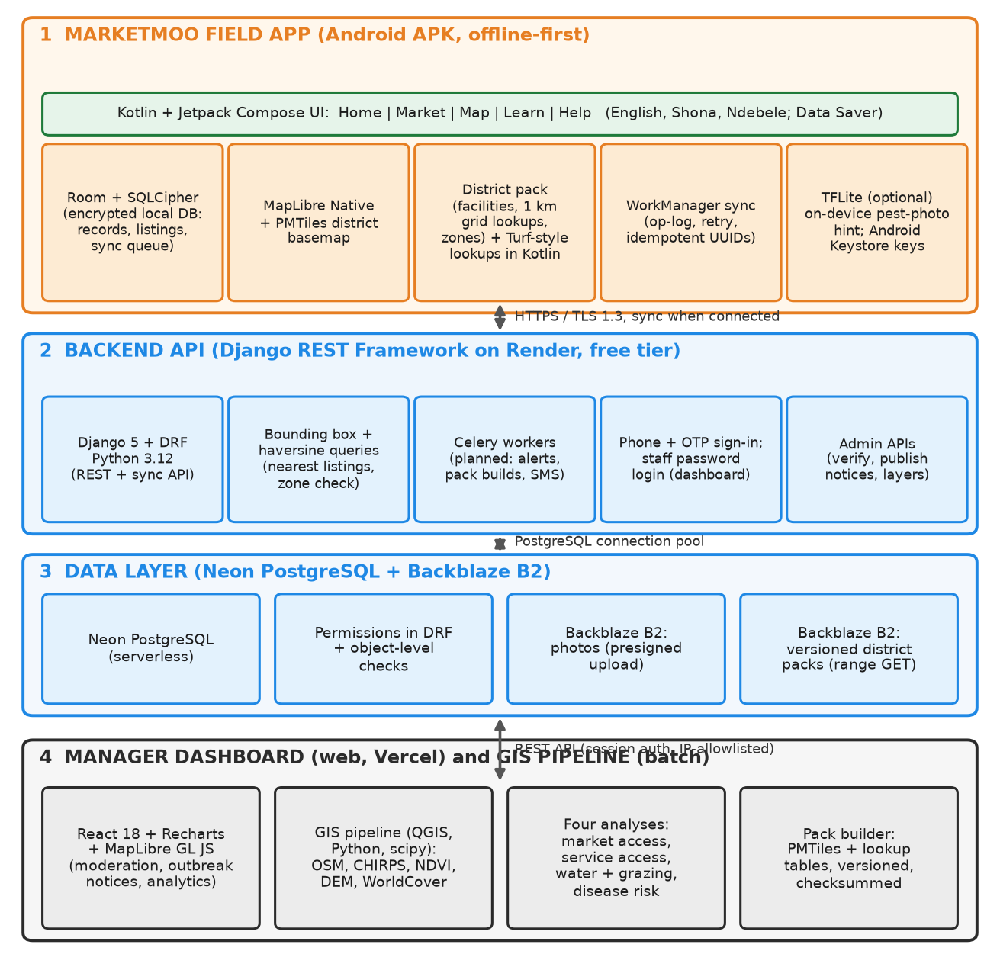 1 MARKETMOO FIELD APP (Android APK, offline-first)
Kotlin + Jetpack Compose UI: Home | Market | Map | Learn | Help (English, Shona, Ndebele; Data Saver)
Room + SQLCipher
(encrypted local DB:
records, listings,
sync queue)
MapLibre Native
+ PMTiles district
basemap
District pack
(facilities, 1 km
grid lookups,
zones) + Turf-style
lookups in Kotlin
WorkManager sync
(op-log, retry,
idempotent UUIDs)
TFLite (optional)
on-device pest-photo
hint; Android
Keystore keys
HTTPS / TLS 1.3, sync when connected
2 BACKEND API (Django REST Framework on Render, free tier)
Django 5 + DRF
Python 3.12
(REST + sync API)
Bounding box +
haversine queries
(nearest listings,
zone check)
Celery workers
(planned: alerts,
pack builds, SMS)
Phone + OTP sign-in;
staff password
login (dashboard)
Admin APIs
(verify, publish
notices, layers)
PostgreSQL connection pool
3 DATA LAYER (Neon PostgreSQL + Backblaze B2)
Neon PostgreSQL
(serverless)
Permissions in DRF
+ object-level
checks
Backblaze B2:
photos (presigned
upload)
Backblaze B2:
versioned district
packs (range GET)
REST API (session auth, IP-allowlisted)
4 MANAGER DASHBOARD (web, Vercel) and GIS PIPELINE (batch)
React 18 + Recharts
+ MapLibre GL JS
(moderation, outbreak
notices, analytics)
GIS pipeline (QGIS,
Python, scipy):
OSM, CHIRPS, NDVI,
DEM, WorldCover
Four analyses:
market access,
service access,
water + grazing,
disease risk
Pack builder:
PMTiles + lookup
tables, versioned,
checksummed